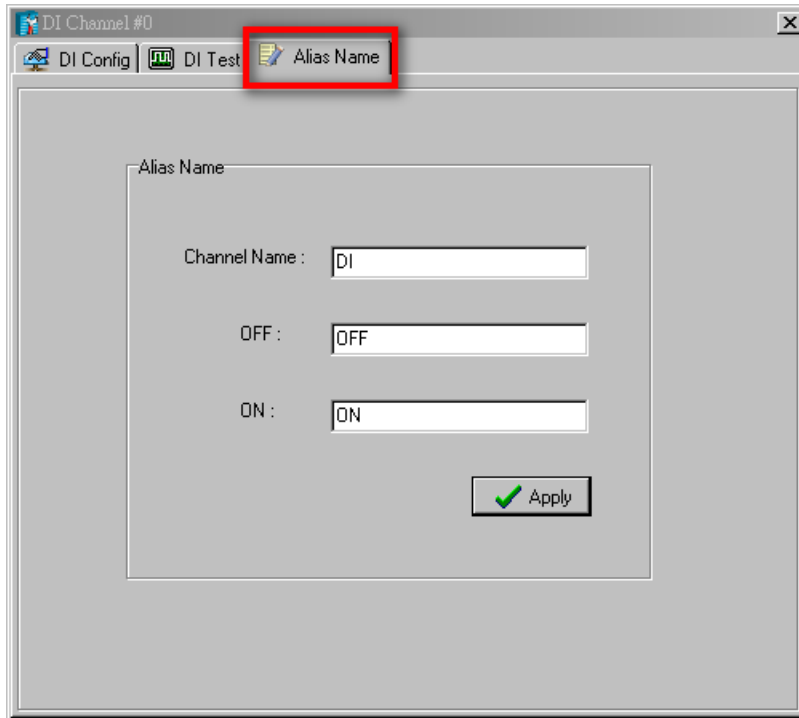 DI Channel #0
DI Config DI Test Alias Name
Alias Name
Channel Name : DI
OFF : OFF
ON : ON
Apply